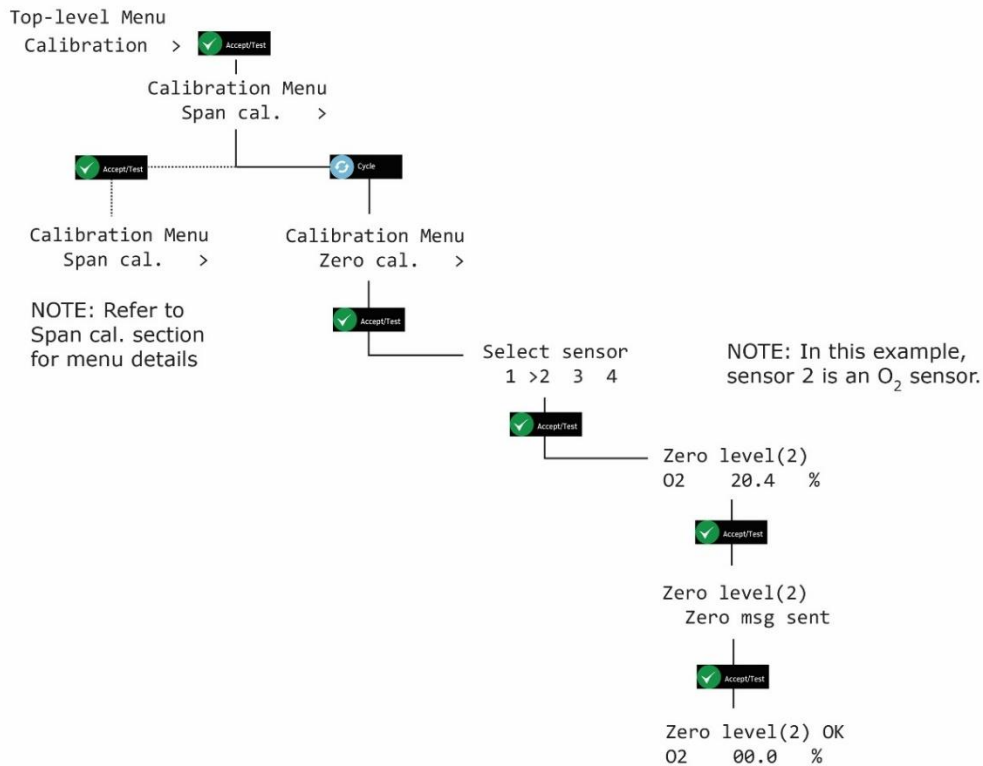 Top-level Menu
Calibration > Accept/Test
Calibration Menu
Span cal. >
Accept/Test
Cycle
Calibration Menu
Span cal. >
NOTE: Refer to
Span cal. section
for menu details
Calibration Menu
Zero cal. >
Accept/Test
Select sensor
1 >2 3 4
NOTE: In this example,
sensor 2 is an O₂ sensor.
Accept/Test
Zero level(2)
O2 20.4 %
Accept/Test
Zero level(2)
Zero msg sent
Accept/Test
Zero level(2) OK
O2 00.0 %